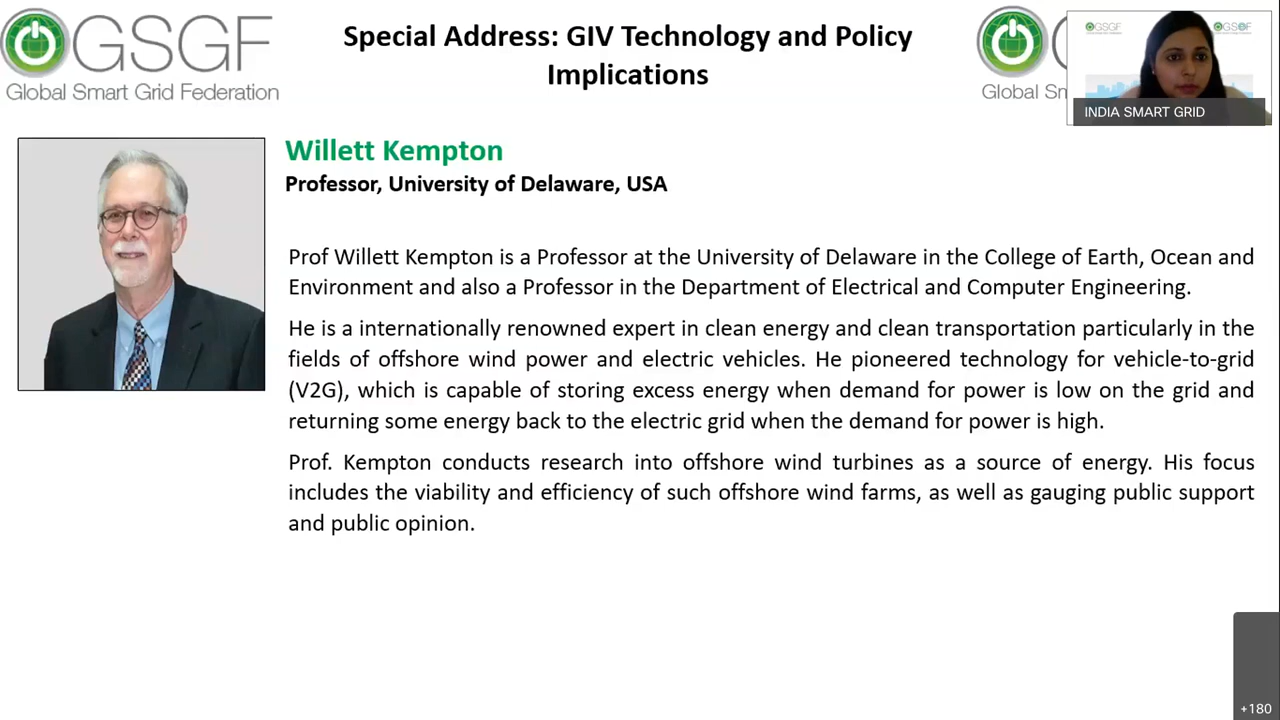 GSGF
Global Smart Grid Federation
Special Address: GIV Technology and Policy
Implications
Global Sm
GSGF
GSGF
INDIA SMART GRID
Willett Kempton
Professor, University of Delaware, USA
Prof Willett Kempton is a Professor at the University of Delaware in the College of Earth, Ocean and
Environment and also a Professor in the Department of Electrical and Computer Engineering.
He is a internationally renowned expert in clean energy and clean transportation particularly in the
fields of offshore wind power and electric vehicles. He pioneered technology for vehicle-to-grid
(V2G), which is capable of storing excess energy when demand for power is low on the grid and
returning some energy back to the electric grid when the demand for power is high.
Prof. Kempton conducts research into offshore wind turbines as a source of energy. His focus
includes the viability and efficiency of such offshore wind farms, as well as gauging public support
and public opinion.
+180